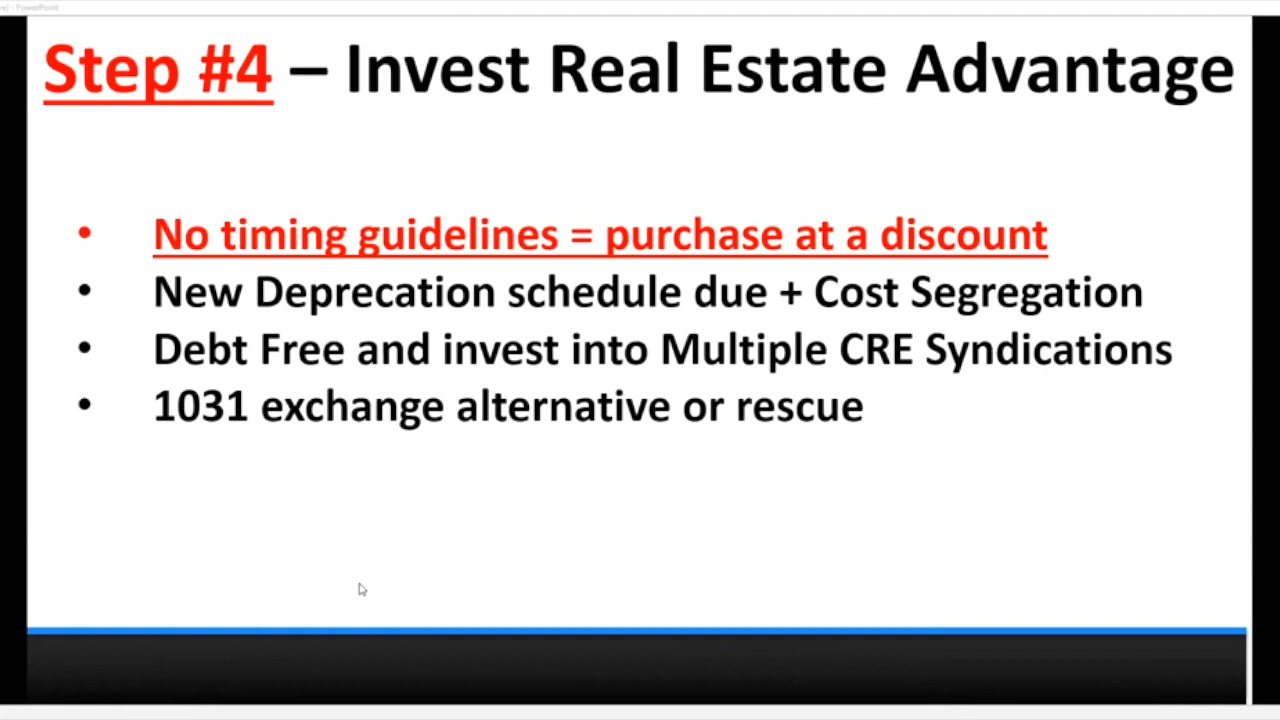 - PowerPoint
Step #4 – Invest Real Estate Advantage
• No timing guidelines = purchase at a discount
• New Deprecation schedule due + Cost Segregation
• Debt Free and invest into Multiple CRE Syndications
• 1031 exchange alternative or rescue